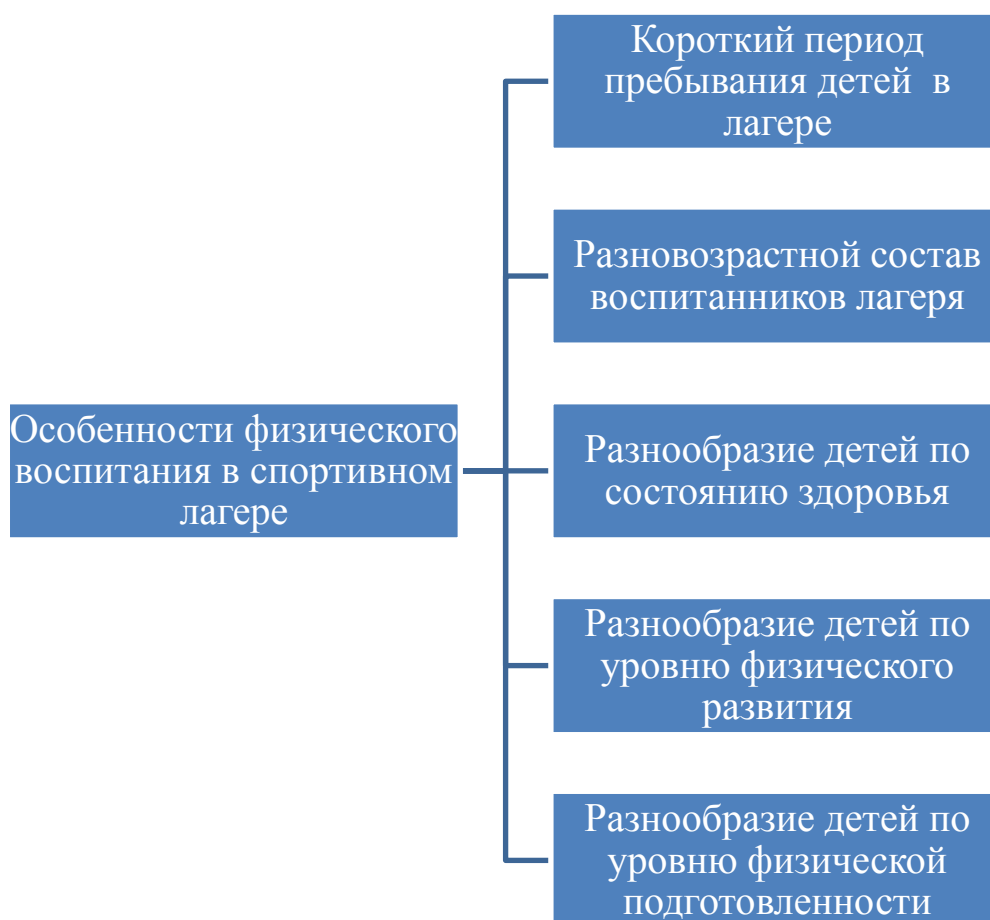 Короткий период
пребывания детей в
лагере
Разновозрастной состав
воспитанников лагеря
Особенности физического
воспитания в спортивном
лагере
Разнообразие детей по
состоянию здоровья
Разнообразие детей по
уровню физического
развития
Разнообразие детей по
уровню физической
подготовленности